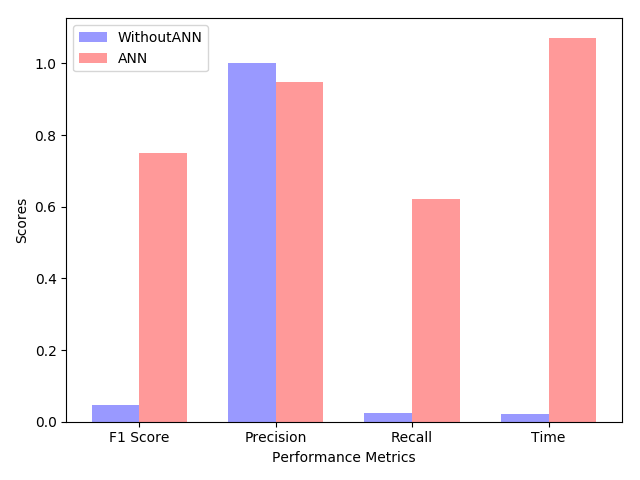 WithoutANN
ANN
1.0
0.8
0.6
0.4
0.2
0.0
Scores
F1 Score Precision Recall Time
Performance Metrics